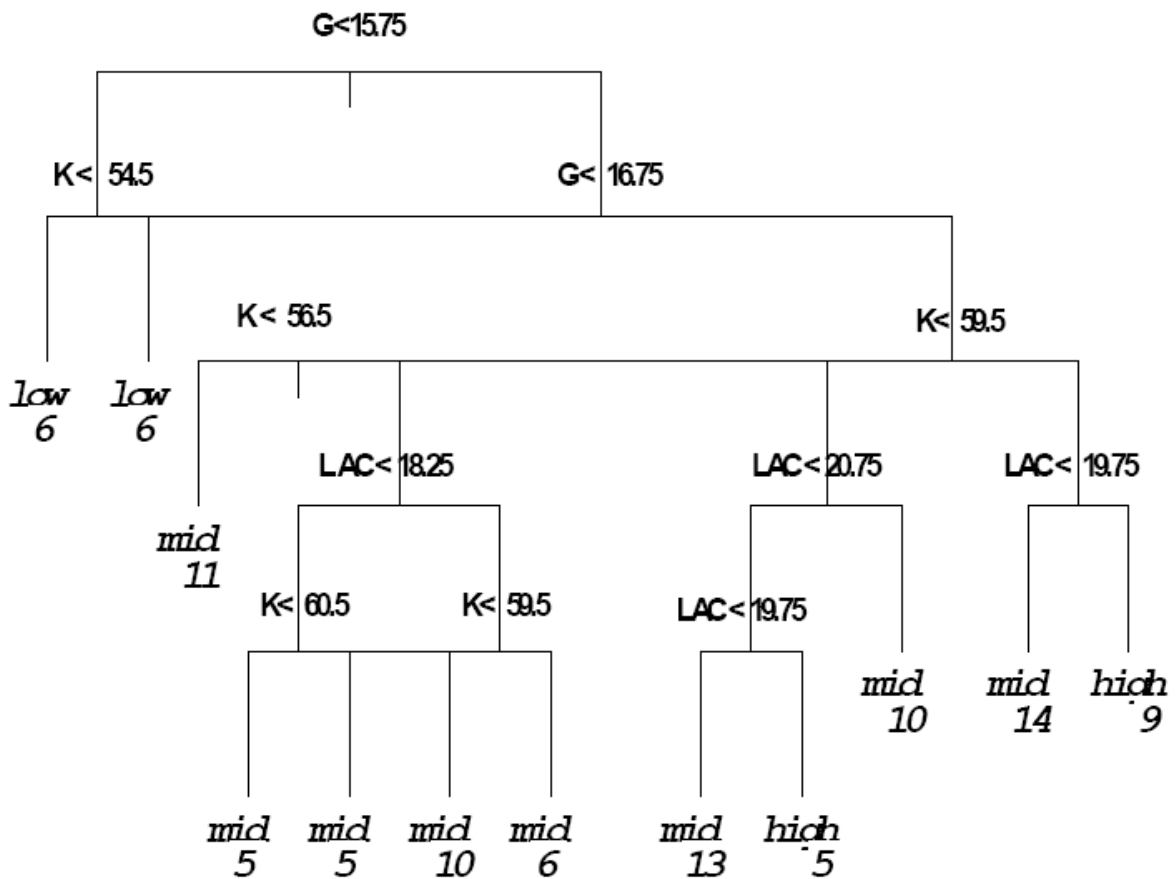 G<15.75
K< 54.5
G< 16.75
K< 56.5
K< 59.5
low
6
low
6
LAC< 18.25
LAC< 20.75
LAC< 19.75
mid
11
K< 60.5
K< 59.5
LAC< 19.75
mid
10
mid
14
high
9
mid
5
mid
5
mid
10
mid
6
mid
13
high
5